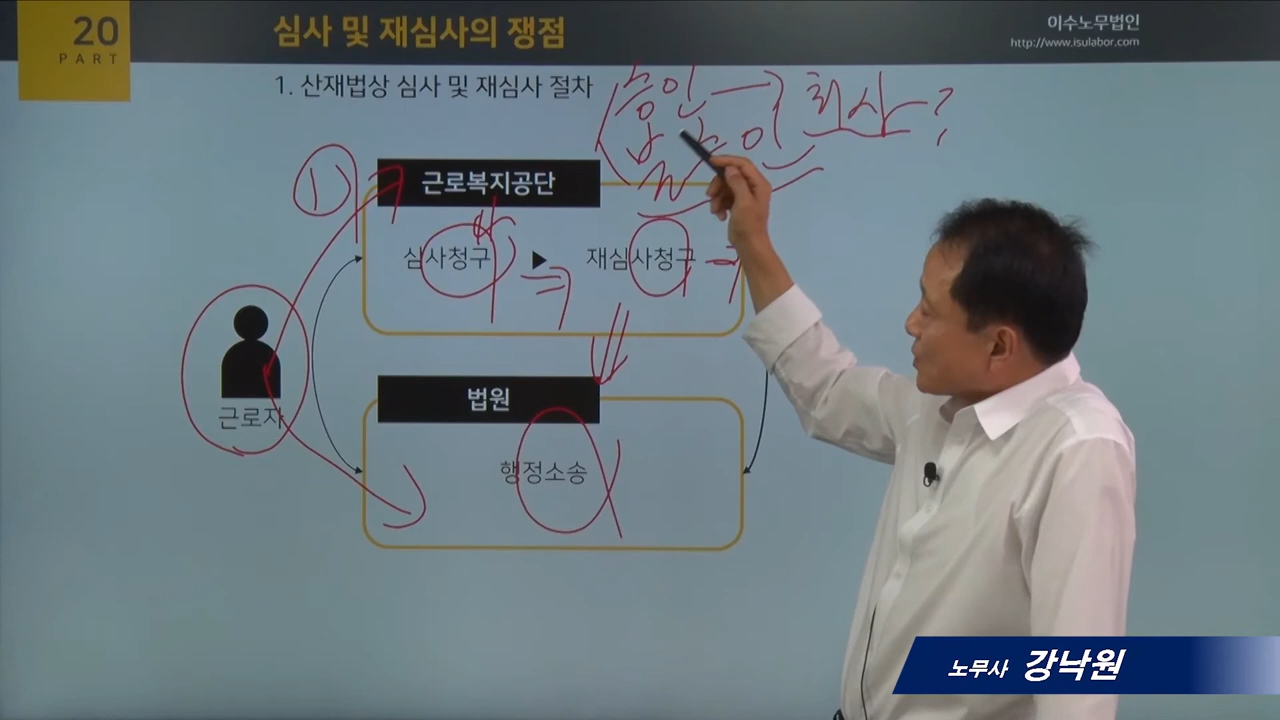 20
PART
심사 및 재심사의 쟁점
이수노무법인
http://www.isulabor.com
1. 산재법상 심사 및 재심사 절차
승인 → 회사?
불승인
①
근로복지공단
심사청구 ▶ 재심사청구
근로자
법원
행정소송
노무사 강낙원